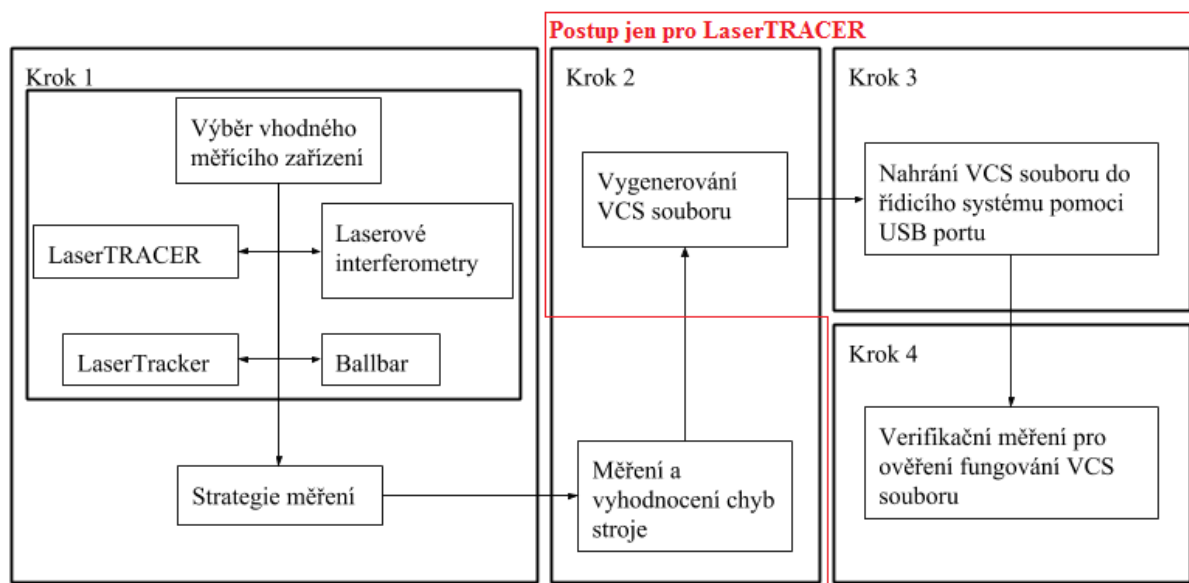 Postup jen pro LaserTRACER
Krok 1
Výběr vhodného
měřícího zařízení
LaserTRACER
Laserové
interferometry
LaserTracker
Ballbar
Strategie měření
Krok 2
Vygenerování
VCS souboru
Měření a
vyhodnocení chyb
stroje
Krok 3
Nahrání VCS souboru do
řídicího systému pomoci
USB portu
Krok 4
Verifikační měření pro
ověření fungování VCS
souboru